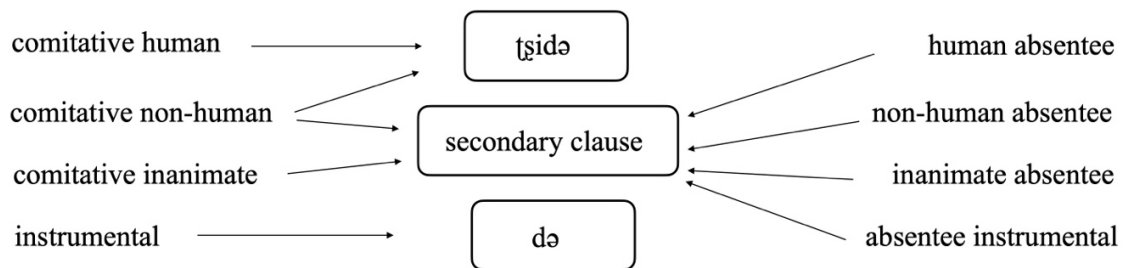 comitative human
comitative non-human
comitative inanimate
instrumental
tʂidə
secondary clause
də
human absentee
non-human absentee
inanimate absentee
absentee instrumental